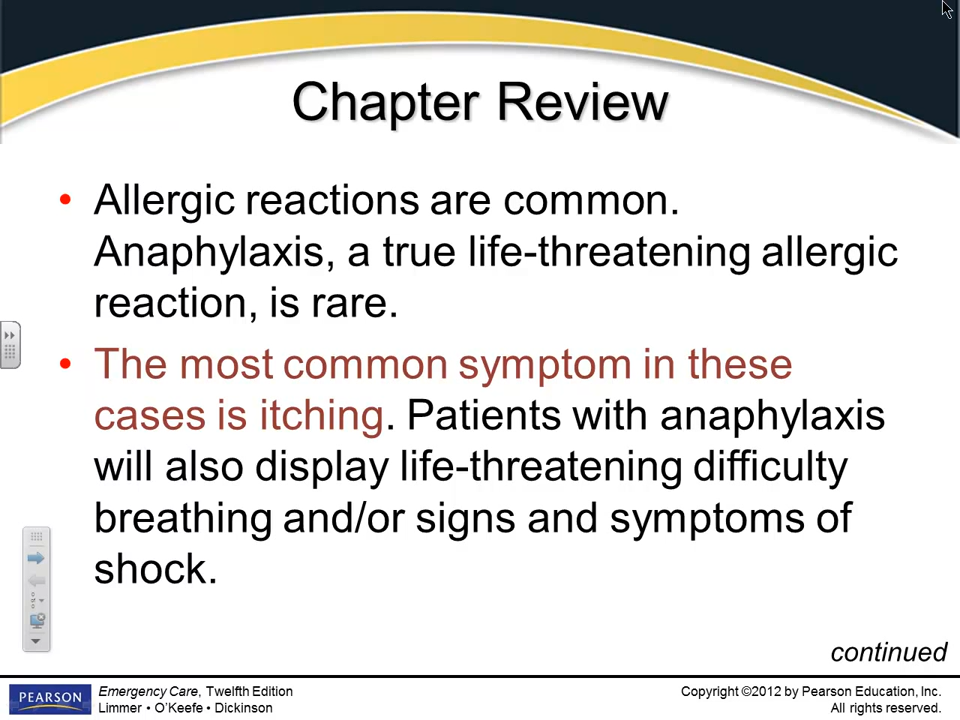 Chapter Review
• Allergic reactions are common.
Anaphylaxis, a true life-threatening allergic
reaction, is rare.
• The most common symptom in these
cases is itching. Patients with anaphylaxis
will also display life-threatening difficulty
breathing and/or signs and symptoms of
shock.
continued
PEARSON
Emergency Care, Twelfth Edition
Limmer • O’Keefe • Dickinson
Copyright ©2012 by Pearson Education, Inc.
All rights reserved.